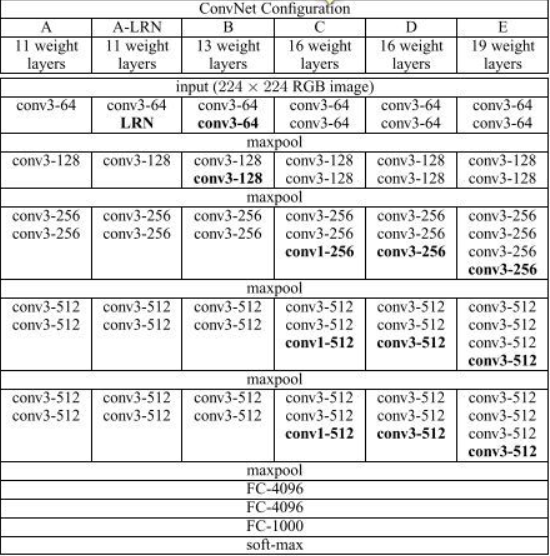 ConvNet Configuration
A A-LRN B C D E
11 weight 11 weight 13 weight 16 weight 16 weight 19 weight
layers layers layers layers layers layers
input (224 × 224 RGB image)
conv3-64 conv3-64 conv3-64 conv3-64 conv3-64 conv3-64
LRN conv3-64 conv3-64 conv3-64 conv3-64
maxpool
conv3-128 conv3-128 conv3-128 conv3-128 conv3-128 conv3-128
conv3-128 conv3-128 conv3-128 conv3-128
maxpool
conv3-256 conv3-256 conv3-256 conv3-256 conv3-256 conv3-256
conv3-256 conv3-256 conv3-256 conv3-256 conv3-256 conv3-256
conv1-256 conv3-256 conv3-256
conv3-256
maxpool
conv3-512 conv3-512 conv3-512 conv3-512 conv3-512 conv3-512
conv3-512 conv3-512 conv3-512 conv3-512 conv3-512 conv3-512
conv1-512 conv3-512 conv3-512
conv3-512
maxpool
conv3-512 conv3-512 conv3-512 conv3-512 conv3-512 conv3-512
conv3-512 conv3-512 conv3-512 conv3-512 conv3-512 conv3-512
conv1-512 conv3-512 conv3-512
conv3-512
maxpool
FC-4096
FC-4096
FC-1000
soft-max